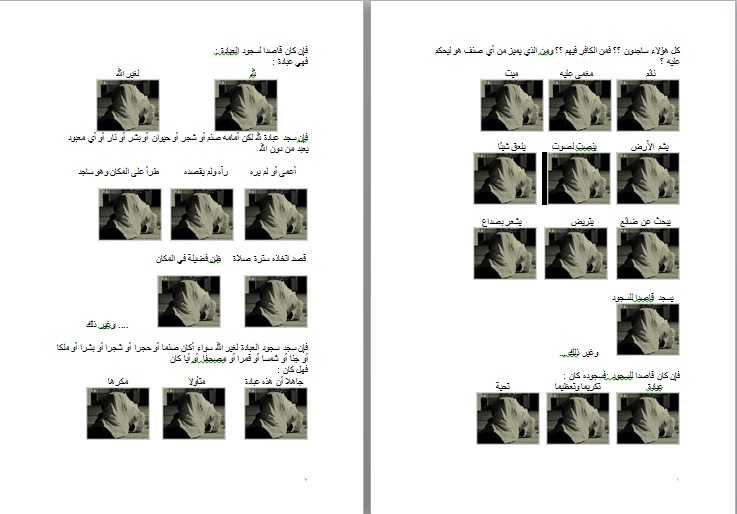 كل هؤلاء ساجدون ؟؟ فمن الكافر فيهم ؟؟ ومن الذي يميز من أي صنف هو ليحكم
عليه ؟
نائم مغمى عليه ميت
يشم الأرض ينصت لصوت يلعق شيئا
يبحث عن ضائع يتريض يشعر بصداع
يسجد قاصدا للسجود
وغير ذلك ..
فإن كان قاصدا للسجود :فسجوده كان :
عبادة تكريما وتعظيما تحية
١
فإن كان قاصدا لسجود العبادة :
فهي عبادة :
لله لغير الله
فإن سجد عبادة لله لكن أمامه صنم أو شجر أو حيوان أو بشر أو نار أو أي معبود
يعبد من دون الله
أعمى أو لم يره رآه ولم يقصده طرأ على المكان وهو ساجد
قصد اتخاذه سترة صلاة ظن فضيلة في المكان
.... وغير ذلك
فإن سجد سجود العبادة لغير الله سواء أكان صنما أو حجرا أو شجرا أو بشرا أو ملكا
أو جنا أو شمسا أو قمرا أو مصحفا أو أيا كان
فهل كان :
جاهلا أن هذه عبادة متأولا مكرها
٢